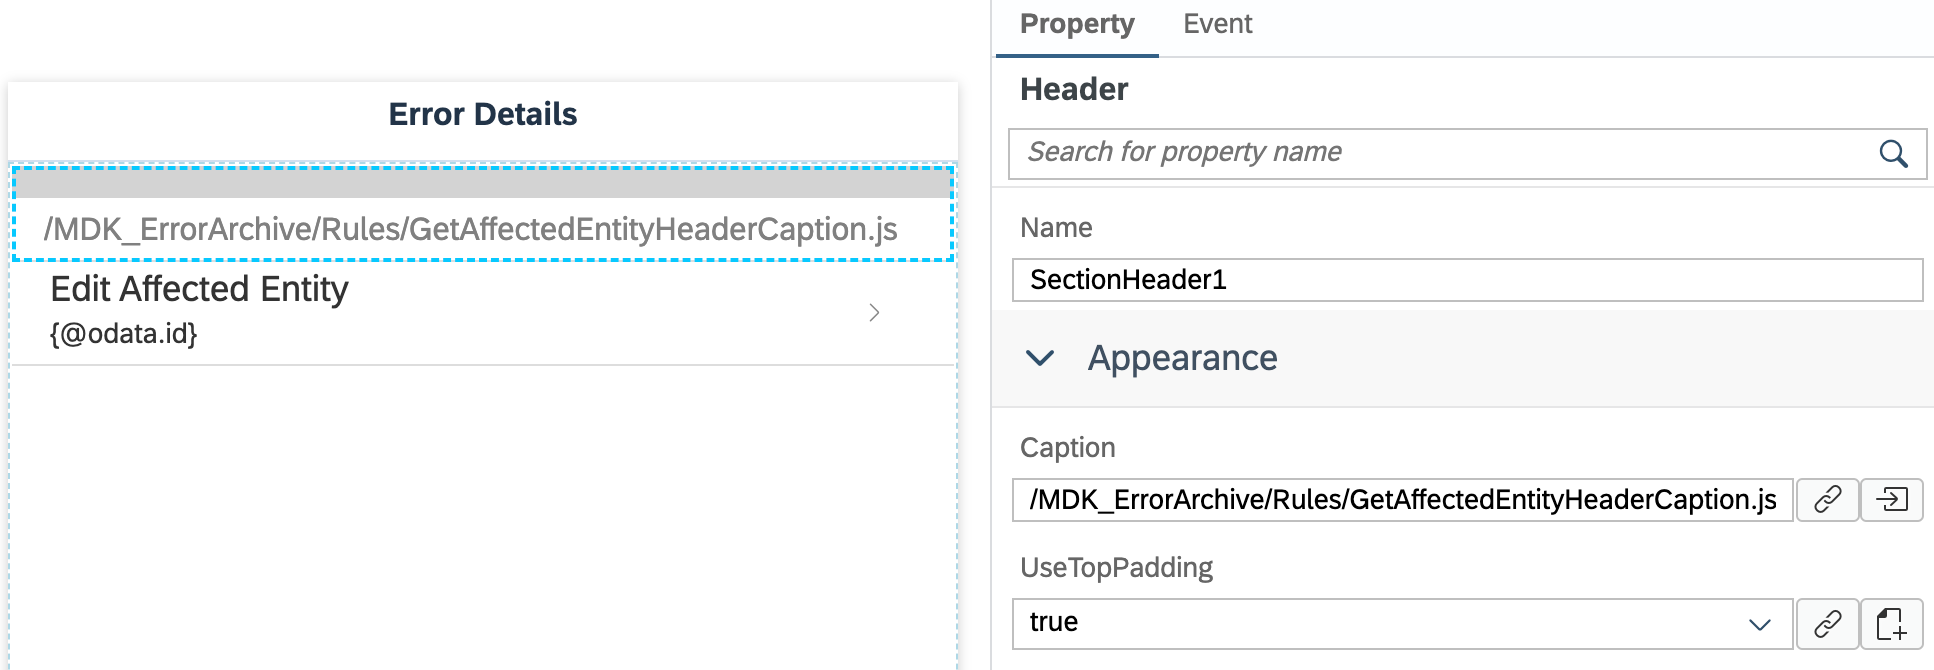 Error Details
/MDK_ErrorArchive/Rules/GetAffectedEntityHeaderCaption.js
Edit Affected Entity
{@odata.id}
Property Event
Header
Search for property name
Name
SectionHeader1
Appearance
Caption
/MDK_ErrorArchive/Rules/GetAffectedEntityHeaderCaption.js
UseTopPadding
true